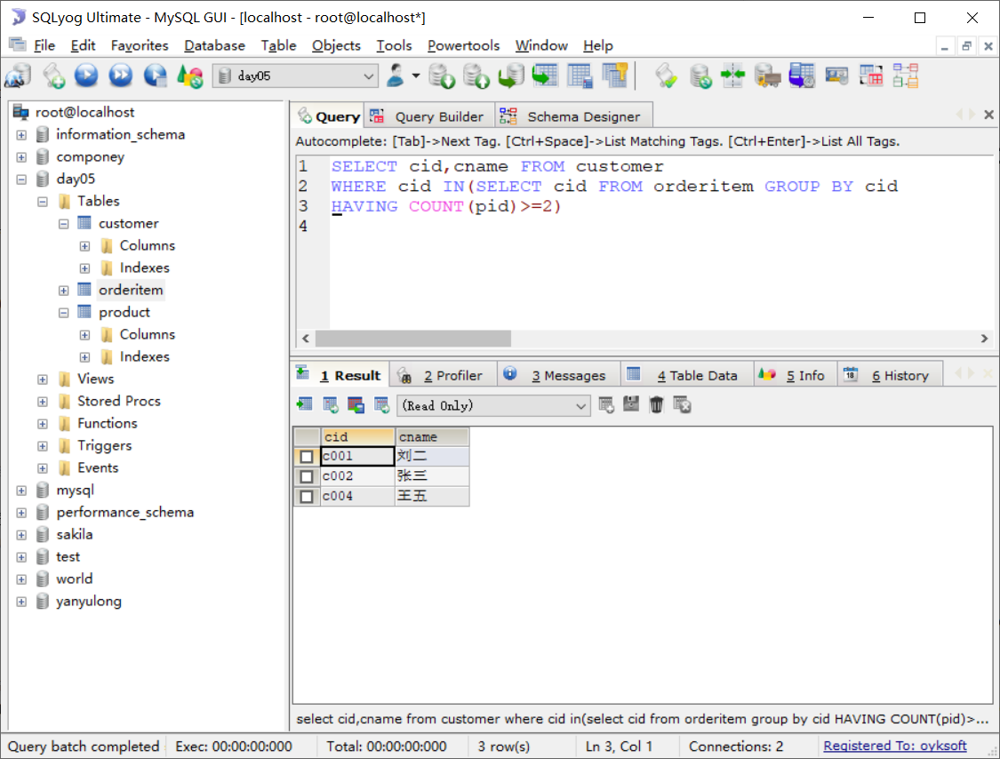 SQLyog Ultimate - MySQL GUI - [localhost - root@localhost*]
File Edit Favorites Database Table Objects Tools Powertools Window Help
day05
root@localhost
information_schema
componey
day05
Tables
customer
Columns
Indexes
orderitem
product
Columns
Indexes
Views
Stored Procs
Functions
Triggers
Events
mysql
performance_schema
sakila
test
world
yanyulong
Query Query Builder Schema Designer
Autocomplete: [Tab]->Next Tag. [Ctrl+Space]->List Matching Tags. [Ctrl+Enter]->List All Tags.
1 SELECT cid,cname FROM customer
2 WHERE cid IN(SELECT cid FROM orderitem GROUP BY cid
3 HAVING COUNT(pid)>=2)
4
1 Result 2 Profiler 3 Messages 4 Table Data 5 Info 18 6 History
(Read Only)
cid cname
c001 刘二
c002 张三
c004 王五
select cid,cname from customer where cid in(select cid from orderitem group by cid HAVING COUNT(pid)>...
Query batch completed Exec: 00:00:00:000 Total: 00:00:00:000 3 row(s) Ln 3, Col 1 Connections: 2 Registered To: oyksoft